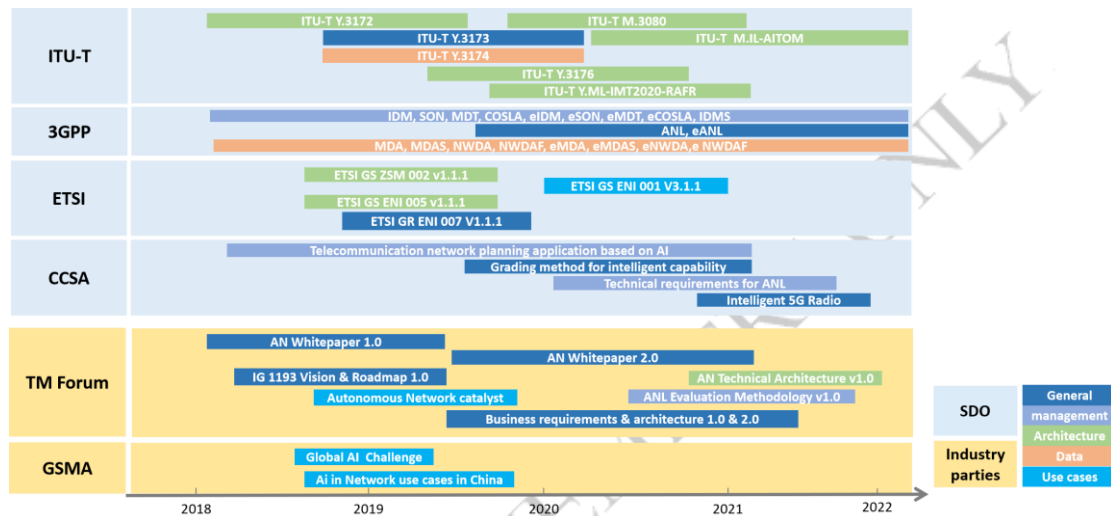 ITU-T
ITU-T Y.3172
ITU-T M.3080
ITU-T Y.3173
ITU-T M.IL-AITOM
ITU-T Y.3174
ITU-T Y.3176
ITU-T Y.ML-IMT2020-RAFR
3GPP
IDM, SON, MDT, COSLA, eIDM, eSON, eMDT, eCOSLA, IDMS
ANL, eANL
MDA, MDAS, NWDA, NWDAF, eMDA, eMDAS, eNWDA,e NWDAF
ETSI
ETSI GS ZSM 002 v1.1.1
ETSI GS ENI 001 V3.1.1
ETSI GS ENI 005 v1.1.1
ETSI GR ENI 007 V1.1.1
CCSA
Telecommunication network planning application based on AI
Grading method for intelligent capability
Technical requirements for ANL
Intelligent 5G Radio
TM Forum
AN Whitepaper 1.0
AN Whitepaper 2.0
IG 1193 Vision & Roadmap 1.0
AN Technical Architecture v1.0
Autonomous Network catalyst
ANL Evaluation Methodology v1.0
Business requirements & architecture 1.0 & 2.0
GSMA
Global AI Challenge
Ai in Network use cases in China
2018
2019
2020
2021
2022
SDO
Industry
parties
General
management
Architecture
Data
Use cases
ONLY